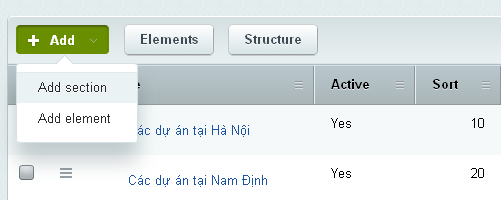 + Add
Elements
Structure
Add section
Add element
e
Active
Sort
Các dự án tại Hà Nội
Yes
10
Các dự án tại Nam Định
Yes
20